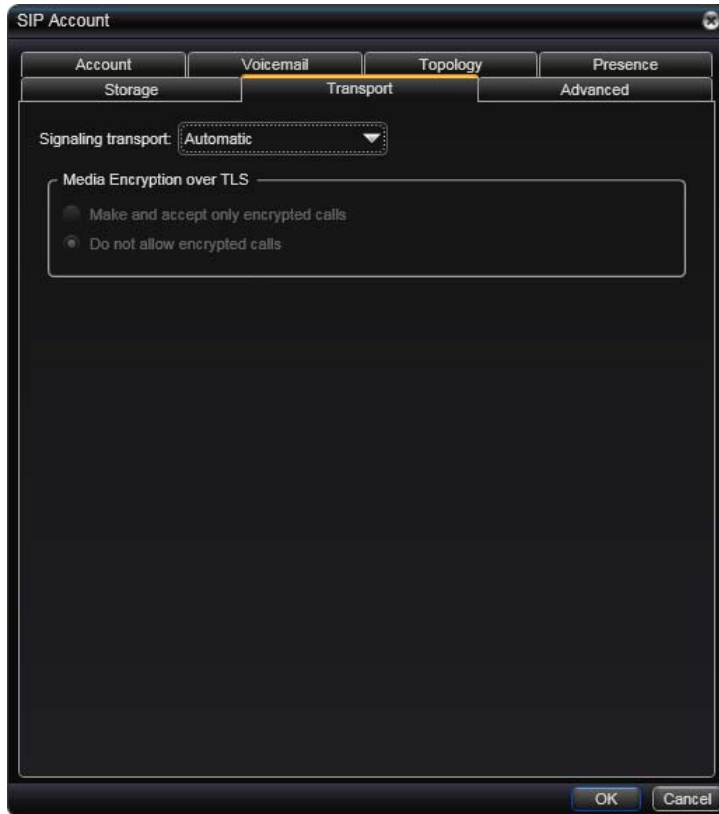 SIP Account
Account Voicemail Topology Presence
Storage Transport Advanced
Signaling transport: Automatic
Media Encryption over TLS
Make and accept only encrypted calls
Do not allow encrypted calls
OK Cancel